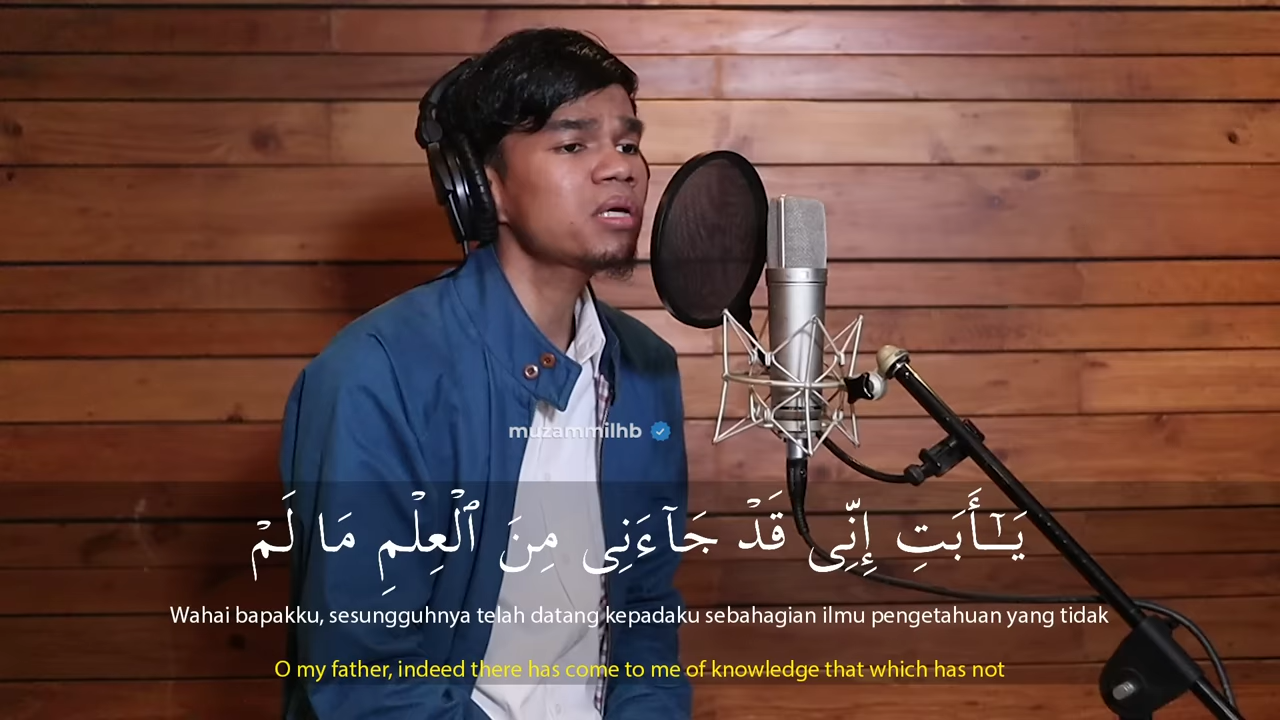 muzammilhb
يَـٰٓأَبَتِ إِنِّى قَدْ جَآءَنِى مِنَ ٱلْعِلْمِ مَا لَمْ
Wahai bapakku, sesungguhnya telah datang kepadaku sebahagian ilmu pengetahuan yang tidak
O my father, indeed there has come to me of knowledge that which has not